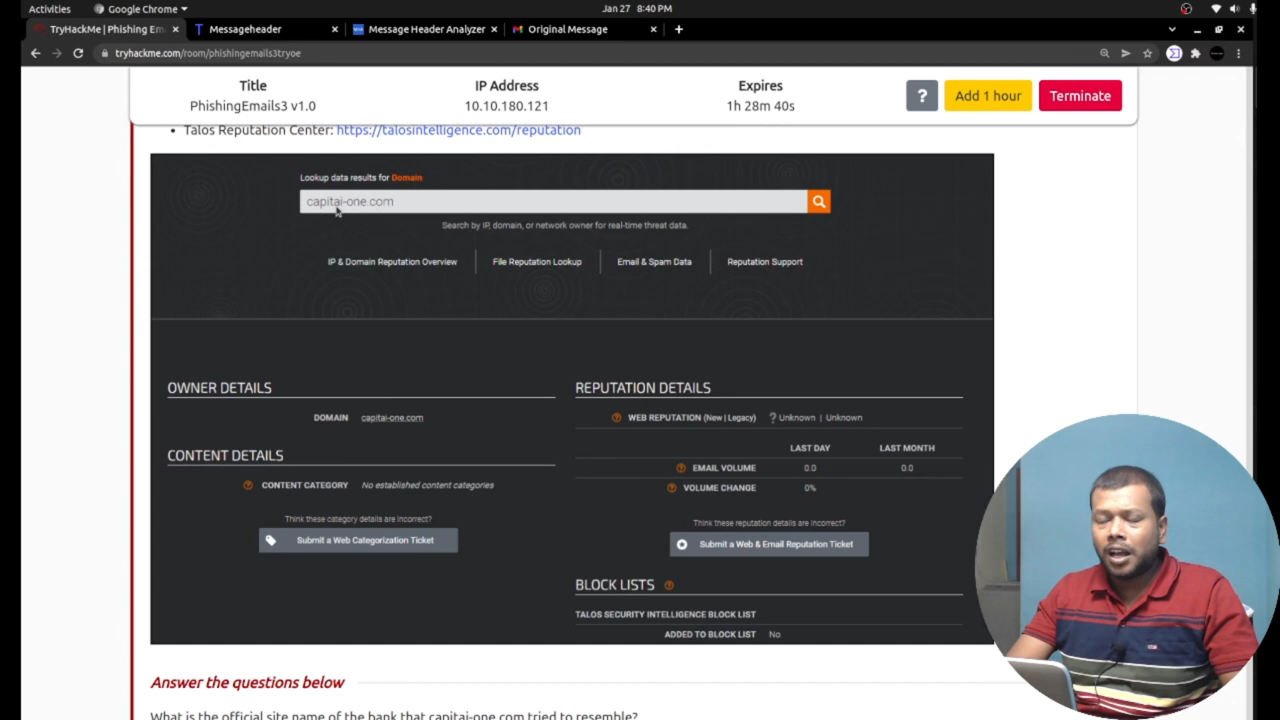 Activities Google Chrome Jan 27 8:40 PM
TryHackMe | Phishing Em Messageheader Message Header Analyzer Original Message
tryhackme.com/room/phishingemails3tryoe
Title IP Address Expires
PhishingEmails3 v1.0 10.10.180.121 1h 28m 40s
? Add 1 hour Terminate
• Talos Reputation Center: https://talosintelligence.com/reputation
Lookup data results for Domain
capitai-one.com
Search by IP, domain, or network owner for real-time threat data.
IP & Domain Reputation Overview File Reputation Lookup Email & Spam Data Reputation Support
OWNER DETAILS
DOMAIN capitai-one.com
CONTENT DETAILS
CONTENT CATEGORY No established content categories
Think these category details are incorrect?
Submit a Web Categorization Ticket
REPUTATION DETAILS
WEB REPUTATION (New | Legacy) ? Unknown | Unknown
LAST DAY LAST MONTH
EMAIL VOLUME 0.0 0.0
VOLUME CHANGE 0%
Think these reputation details are incorrect?
Submit a Web & Email Reputation Ticket
BLOCK LISTS
TALOS SECURITY INTELLIGENCE BLOCK LIST
ADDED TO BLOCK LIST No
Answer the questions below
What is the official site name of the bank that capitai-one.com tried to resemble?